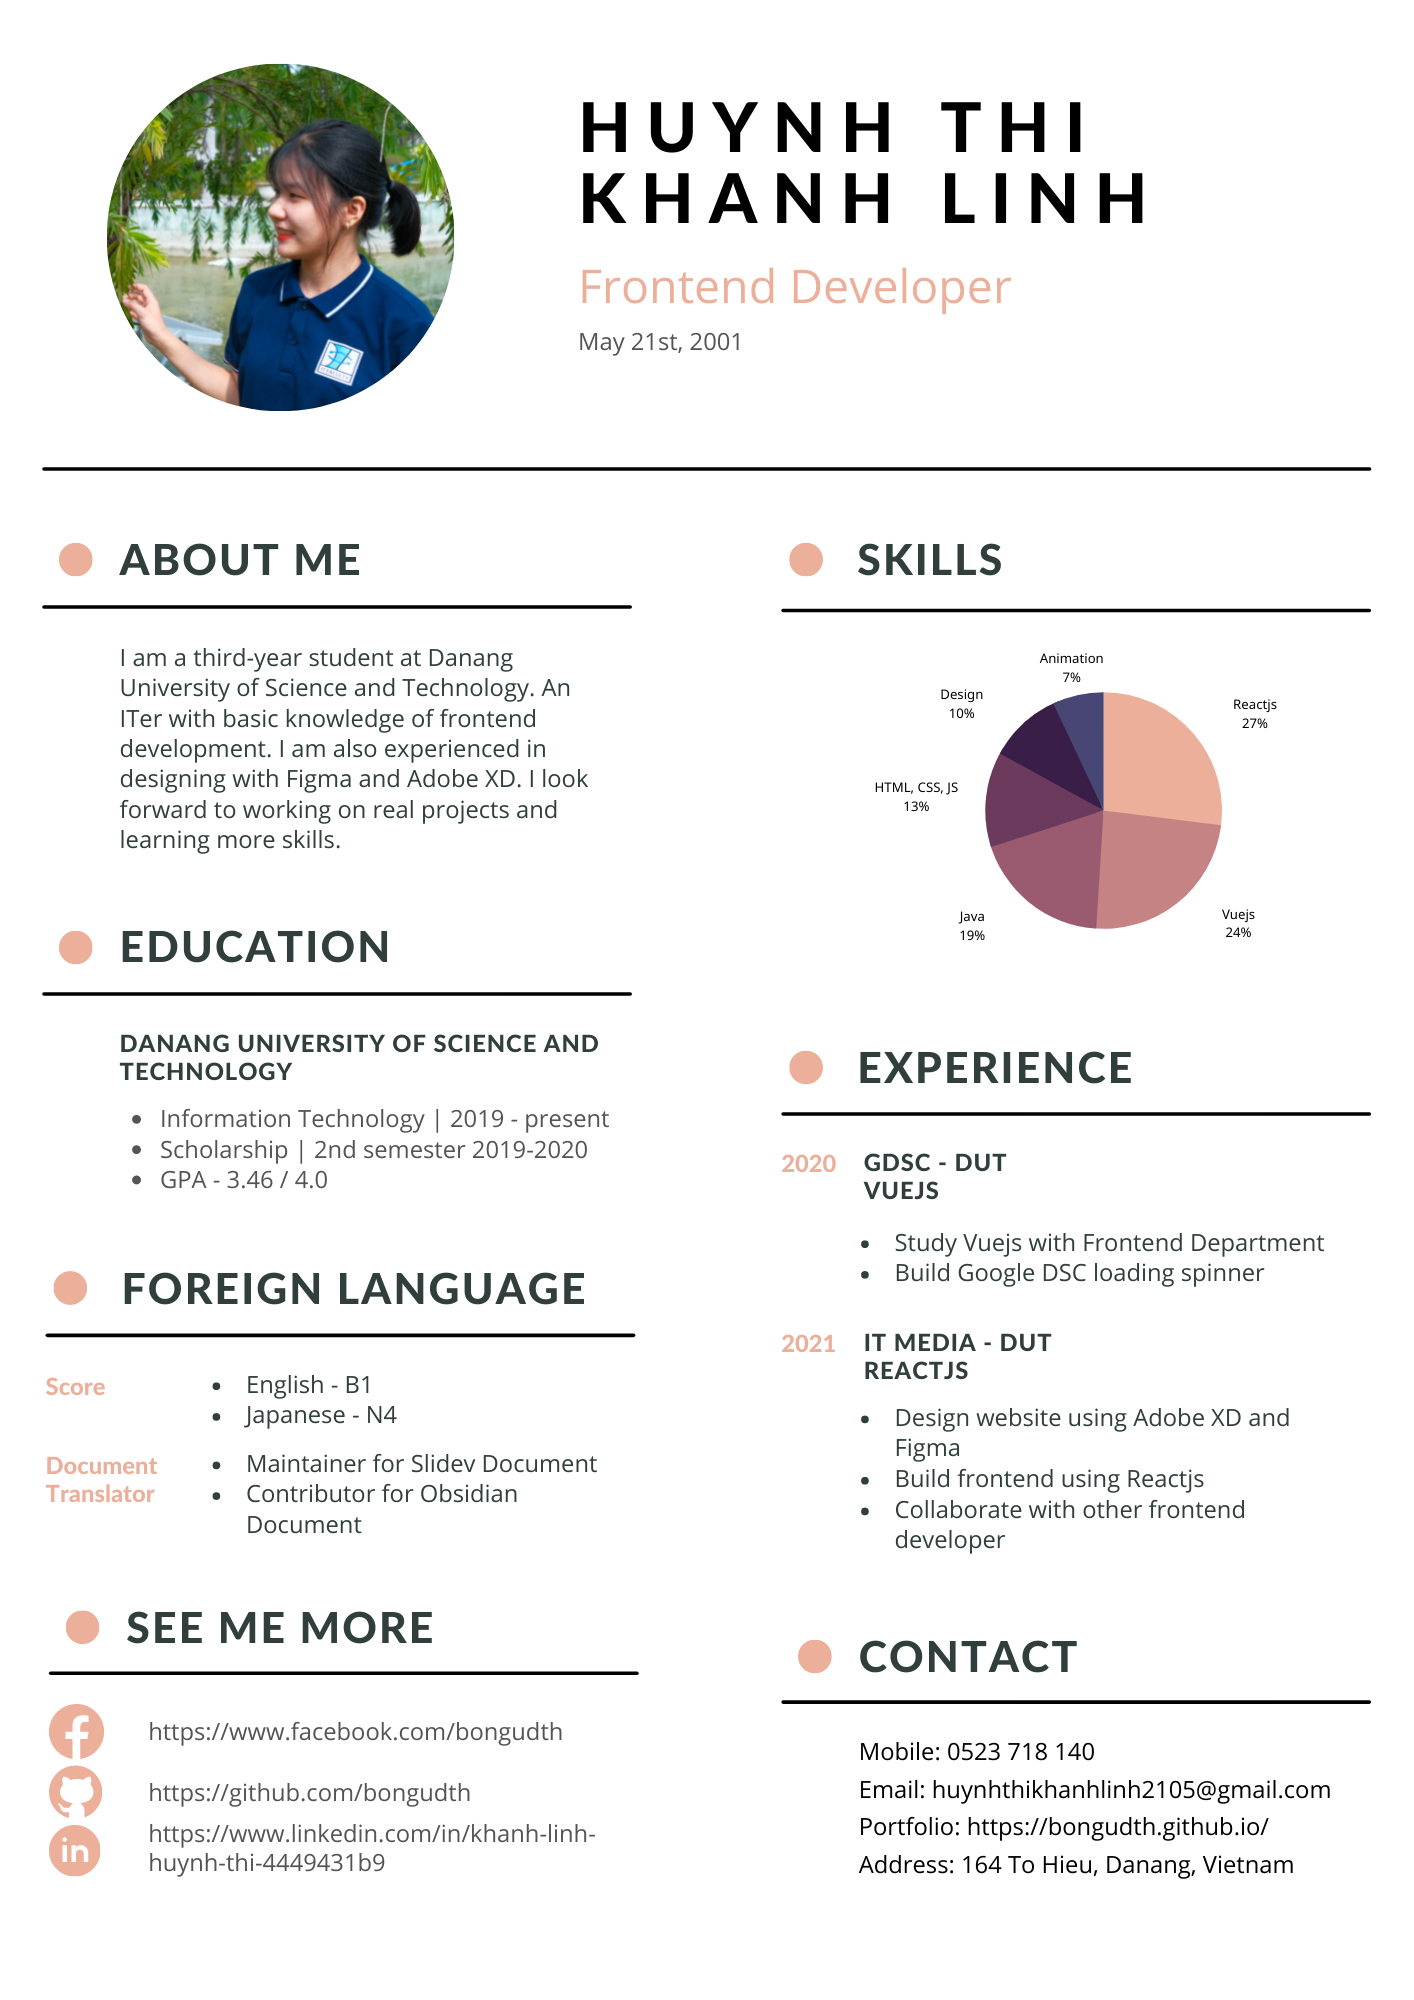 HUYNH THI
KHANH LINH
Frontend Developer
May 21st, 2001
ABOUT ME
I am a third-year student at Danang
University of Science and Technology. An
ITer with basic knowledge of frontend
development. I am also experienced in
designing with Figma and Adobe XD. I look
forward to working on real projects and
learning more skills.
EDUCATION
DANANG UNIVERSITY OF SCIENCE AND
TECHNOLOGY
• Information Technology | 2019 - present
• Scholarship | 2nd semester 2019-2020
• GPA - 3.46 / 4.0
FOREIGN LANGUAGE
Score
• English - B1
• Japanese - N4
Document
Translator
• Maintainer for Slidev Document
• Contributor for Obsidian
Document
SEE ME MORE
https://www.facebook.com/bongudth
https://github.com/bongudth
https://www.linkedin.com/in/khanh-linh-
huynh-thi-4449431b9
SKILLS
Animation
7%
Design
10%
Reactjs
27%
HTML, CSS, JS
13%
Java
19%
Vuejs
24%
EXPERIENCE
2020
GDSC - DUT
VUEJS
• Study Vuejs with Frontend Department
• Build Google DSC loading spinner
2021
IT MEDIA - DUT
REACTJS
• Design website using Adobe XD and
Figma
• Build frontend using Reactjs
• Collaborate with other frontend
developer
CONTACT
Mobile: 0523 718 140
Email: huynhthikhanhlinh2105@gmail.com
Portfolio: https://bongudth.github.io/
Address: 164 To Hieu, Danang, Vietnam